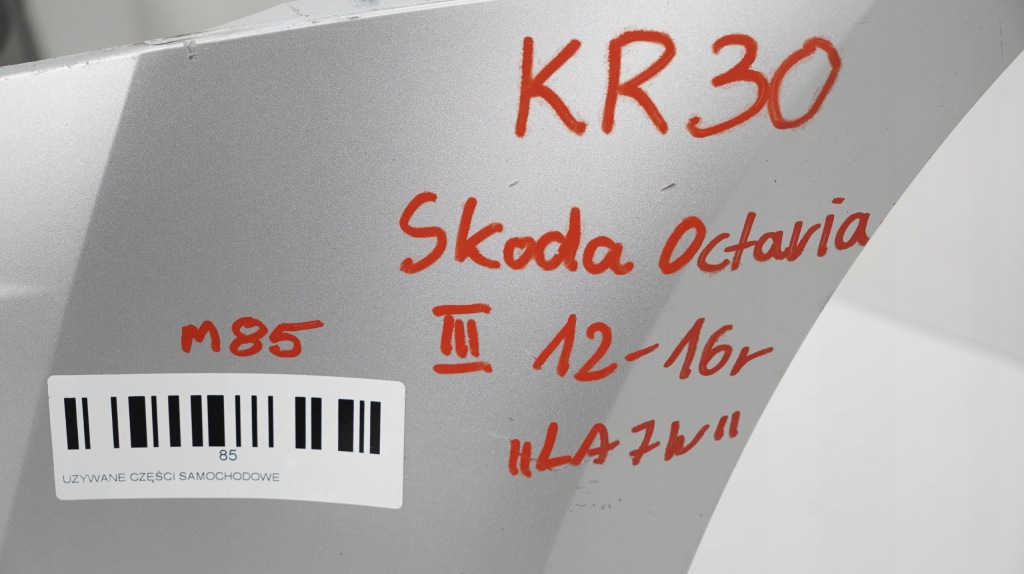 KR30
Skoda Octavia
III 12-16r
„LA7W"
M85
85
UZYWANE CZĘŚCI SAMOCHODOWE